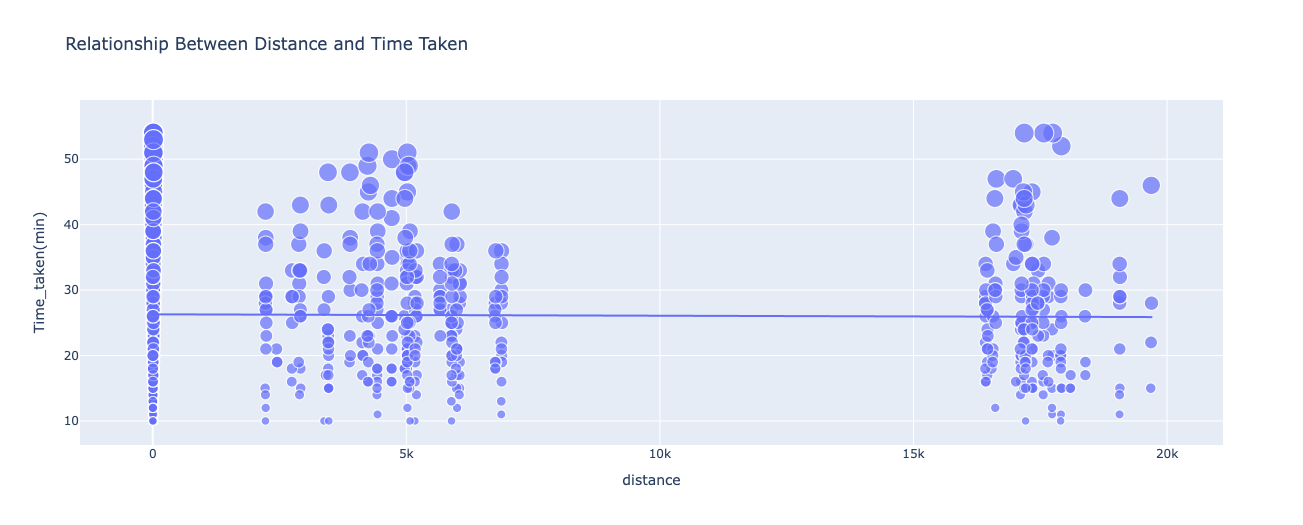 Relationship Between Distance and Time Taken
Time_taken(min)
50
40
30
20
10
0
5k
10k
15k
20k
distance